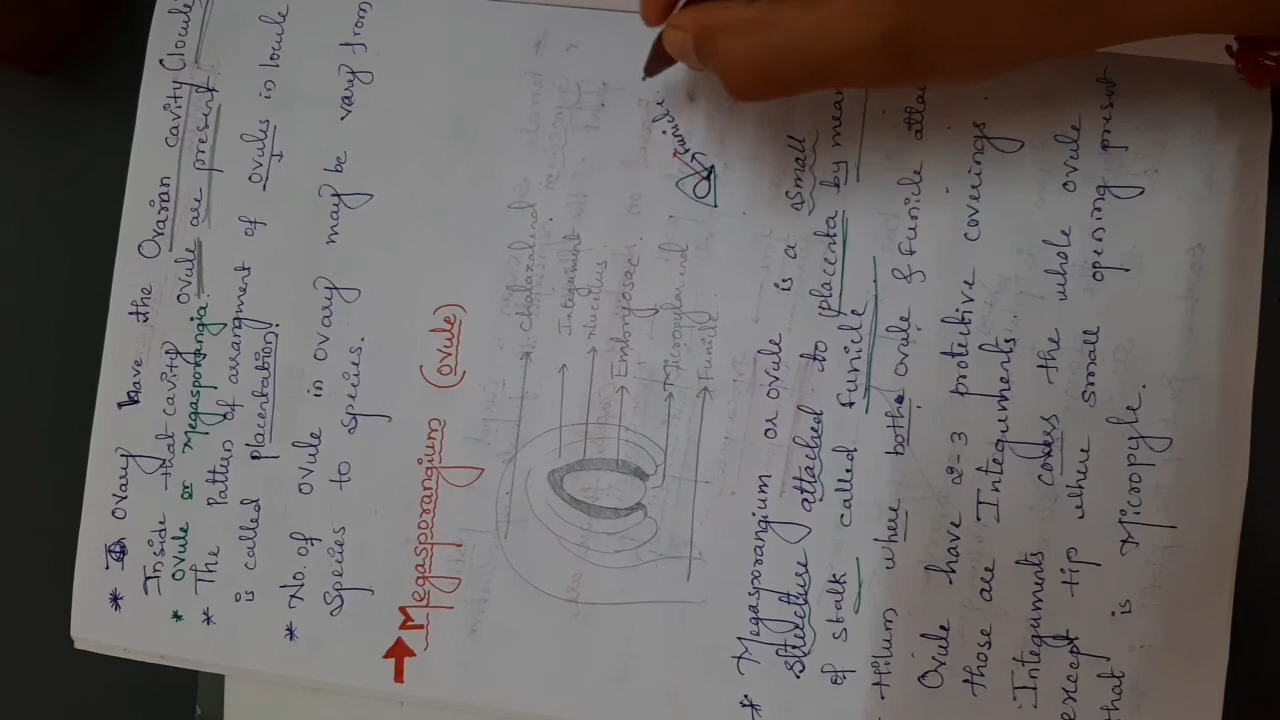 * Ovary have the Ovarian cavity (locule
Inside that cavity ovule are present.
* Ovule or Megasporangia.
* The Pattern of arrangment of ovules in locule
is called placentation!
* No. of ovule in ovary may be vary from
Species to species.
→ Megasporangium (ovule)
Chalazal end
Integument
Nucellus
Embryosac
Micropylar end
Funicle
Funicle
* Megasporangium or ovule is a small
structure attached to placenta by mean
of stalk called funicle
Hilum where bothe ovule & funicle attac
Ovule have 2-3 protective coverings.
those are Integuments.
Integuments covers the whole ovule
except tip where small opening present
that is Micropyle.